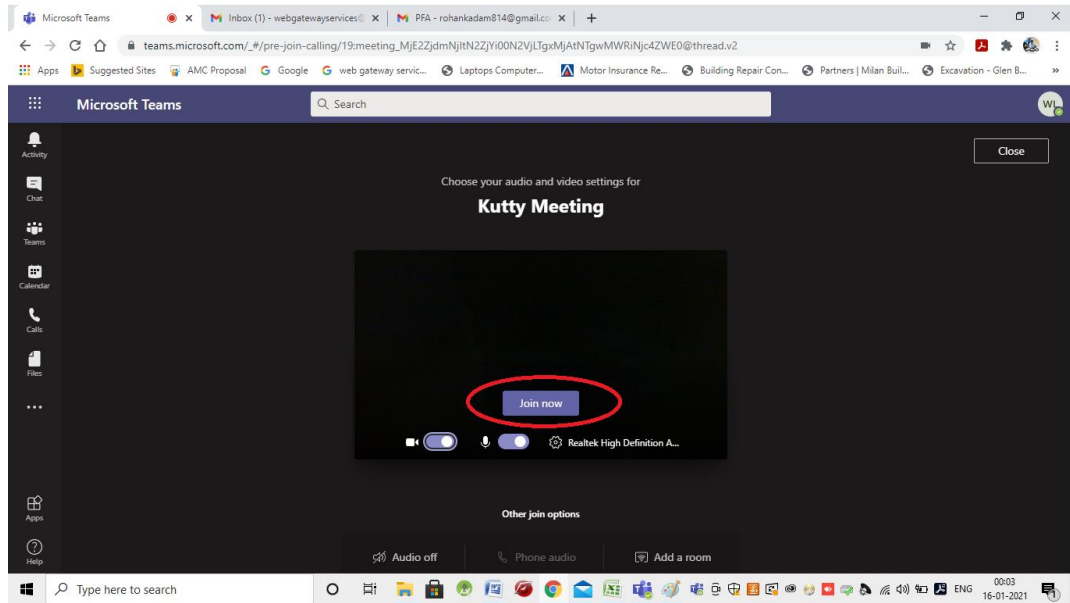 Microsoft Teams
Inbox (1) - webgatewayservices
PFA - rohankadam814@gmail.co
teams.microsoft.com/_#/pre-join-calling/19:meeting_MjE2ZjdmNjItN2ZjYi00N2VjLTgxMjAtNTgwMWRiNjc4ZWE0@thread.v2
Apps
Suggested Sites
AMC Proposal
Google
web gateway servic...
Laptops Computer...
Motor Insurance Re...
Building Repair Con...
Partners | Milan Buil...
Excavation - Glen B...
Microsoft Teams
Search
WL
Activity
Chat
Teams
Calendar
Calls
Files
Apps
Help
Close
Choose your audio and video settings for
Kutty Meeting
Join now
Realtek High Definition A...
Other join options
Audio off
Phone audio
Add a room
Type here to search
ENG
00:03
16-01-2021